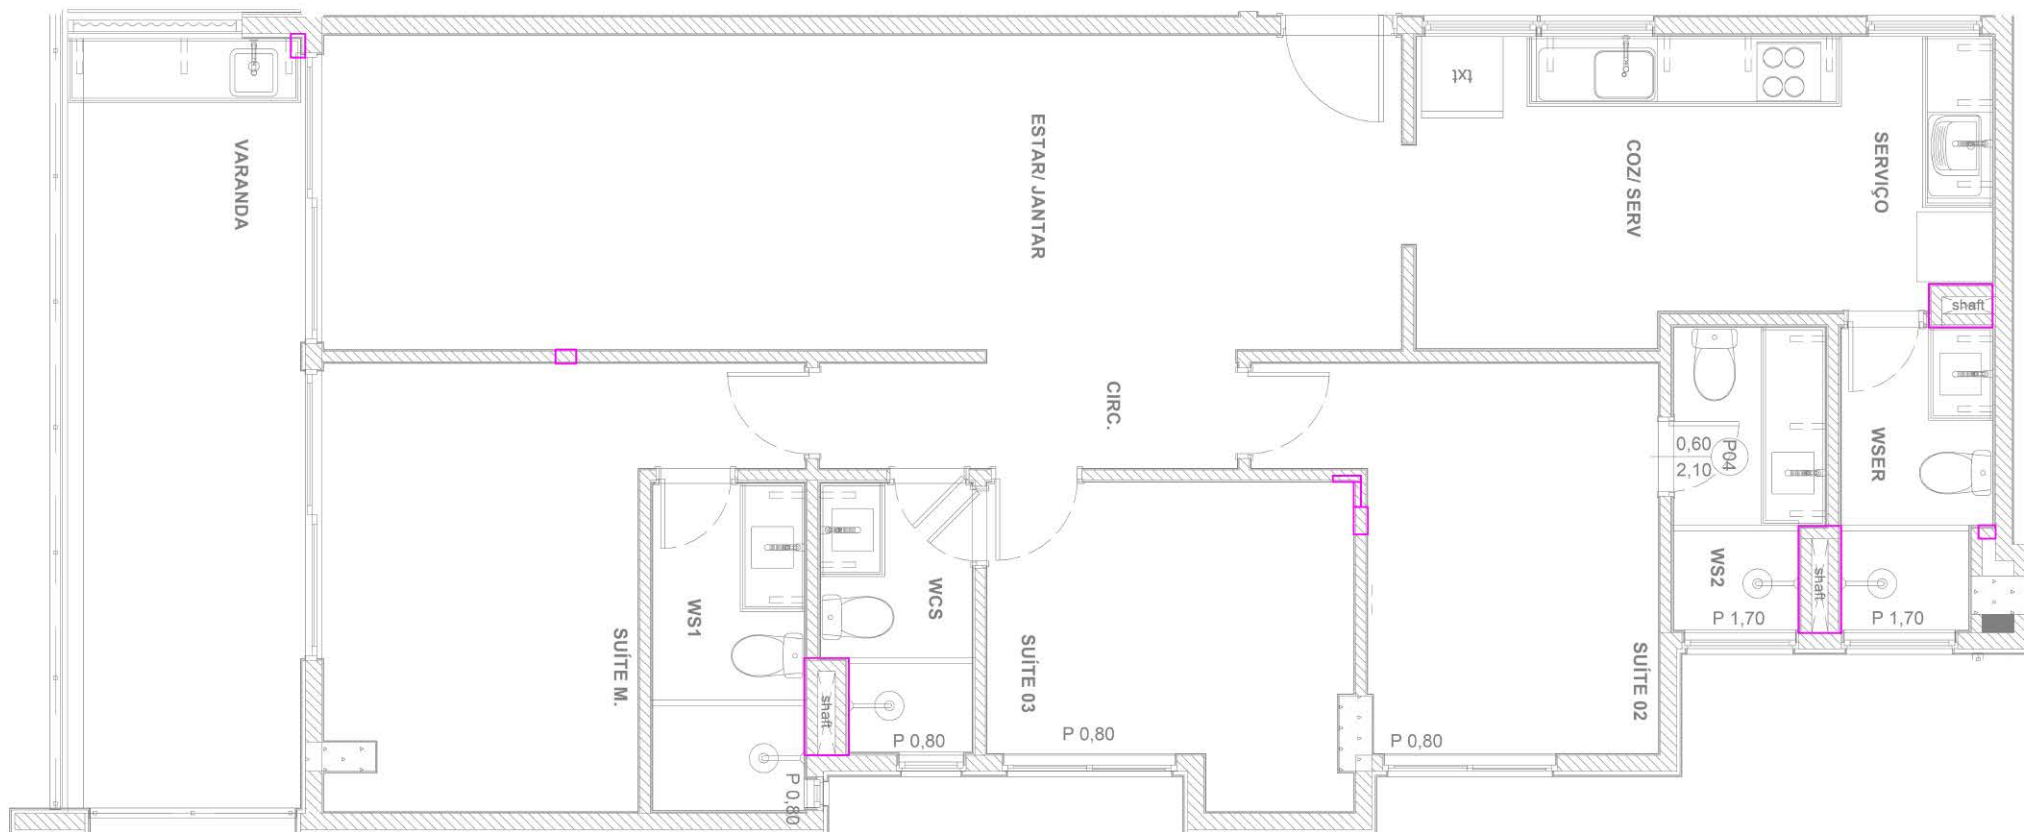 txt
VARANDA
ESTAR/ JANTAR
COZ/ SERV
SERVIÇO
shaft
CIRC.
P04
0,60
2,10
WSER
WS2
shaft
P 1,70
P 1,70
WS1
WCS
SUÍTE M.
SUÍTE 03
SUÍTE 02
shaft
P 0,80
P 0,80
P 0,80
P 0,80